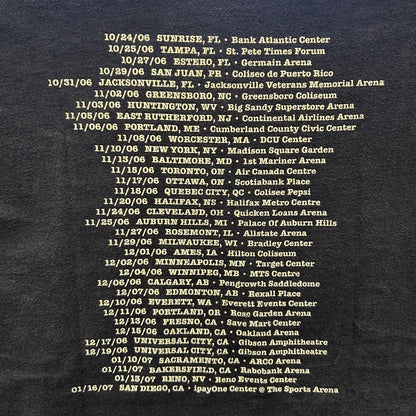 10/24/06 SUNRISE, FL • Bank Atlantic Center
10/25/06 TAMPA, FL • St. Pete Times Forum
10/27/06 ESTERO, FL • Germain Arena
10/29/06 SAN JUAN, PR • Coliseo de Puerto Rico
10/31/06 JACKSONVILLE, FL • Jacksonville Veterans Memorial Arena
11/02/06 GREENSBORO, NC • Greensboro Coliseum
11/03/06 HUNTINGTON, WV • Big Sandy Superstore Arena
11/05/06 EAST RUTHERFORD, NJ • Continental Airlines Arena
11/06/06 PORTLAND, ME • Cumberland County Civic Center
11/08/06 WORCESTER, MA • DCU Center
11/10/06 NEW YORK, NY • Madison Square Garden
11/13/06 BALTIMORE, MD • 1st Mariner Arena
11/15/06 TORONTO, ON • Air Canada Centre
11/17/06 OTTAWA, ON • Scotiabank Place
11/18/06 QUEBEC CITY, QC • Colisee Pepsi
11/20/06 HALIFAX, NS • Halifax Metro Centre
11/24/06 CLEVELAND, OH • Quicken Loans Arena
11/25/06 AUBURN HILLS, MI • Palace Of Auburn Hills
11/27/06 ROSEMONT, IL • Allstate Arena
11/29/06 MILWAUKEE, WI • Bradley Center
12/01/06 AMES, IA • Hilton Coliseum
12/02/06 MINNEAPOLIS, MN • Target Center
12/04/06 WINNIPEG, MB • MTS Centre
12/06/06 CALGARY, AB • Pengrowth Saddledome
12/07/06 EDMONTON, AB • Rexall Place
12/10/06 EVERETT, WA • Everett Events Center
12/11/06 PORTLAND, OR • Rose Garden Arena
12/13/06 FRESNO, CA • Save Mart Center
12/15/06 OAKLAND, CA • Oakland Arena
12/17/06 UNIVERSAL CITY, CA • Gibson Amphitheatre
12/19/06 UNIVERSAL CITY, CA • Gibson Amphitheatre
01/10/07 SACRAMENTO, CA • ARCO Arena
01/11/07 BAKERSFIELD, CA • Rabobank Arena
01/13/07 RENO, NV • Reno Events Center
01/16/07 SAN DIEGO, CA • ipayOne Center @ The Sports Arena